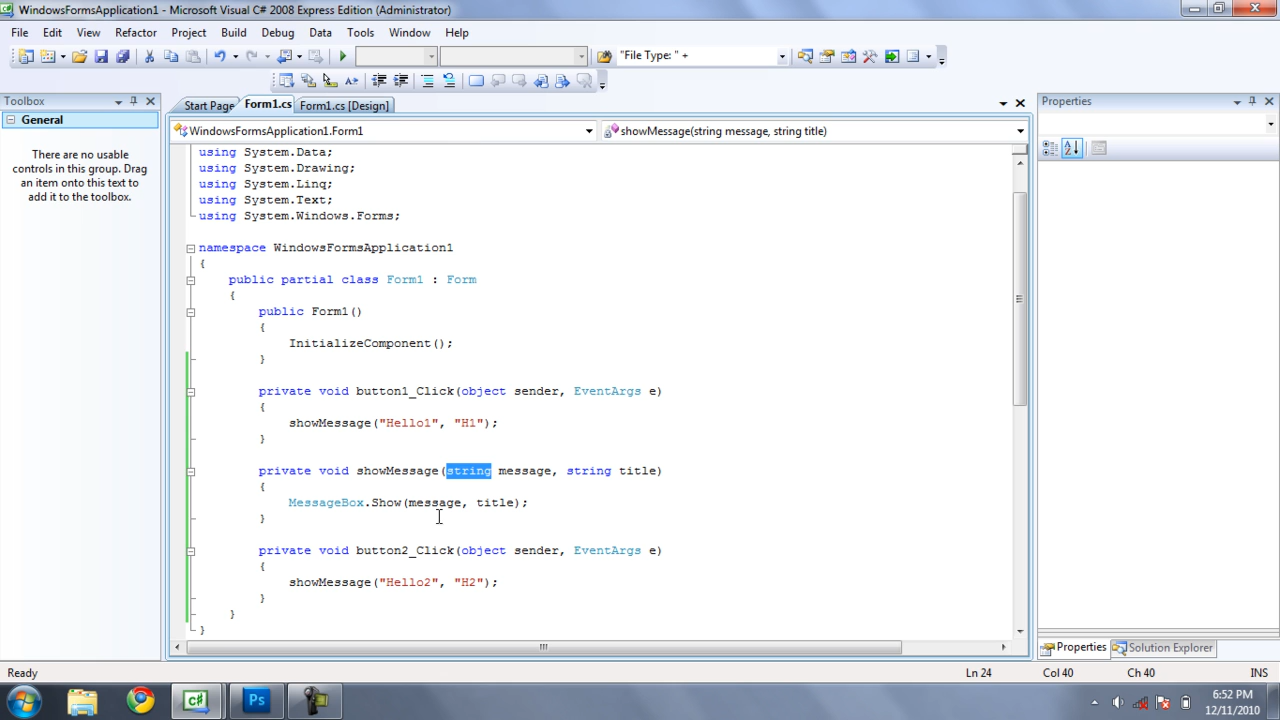 WindowsFormsApplication1 - Microsoft Visual C# 2008 Express Edition (Administrator)
File Edit View Refactor Project Build Debug Data Tools Window Help
"File Type: " +
Toolbox
Start Page Form1.cs Form1.cs [Design]
Properties
General
WindowsFormsApplication1.Form1 showMessage(string message, string title)
There are no usable
controls in this group. Drag
an item onto this text to
add it to the toolbox.
using System.Data;
using System.Drawing;
using System.Linq;
using System.Text;
using System.Windows.Forms;
namespace WindowsFormsApplication1
{
public partial class Form1 : Form
{
public Form1()
{
InitializeComponent();
}
private void button1_Click(object sender, EventArgs e)
{
showMessage("Hello1", "H1");
}
private void showMessage(string message, string title)
{
MessageBox.Show(message, title);
}
private void button2_Click(object sender, EventArgs e)
{
showMessage("Hello2", "H2");
}
}
}
Properties Solution Explorer
Ready Ln 24 Col 40 Ch 40 INS
C# Ps
6:52 PM
12/11/2010